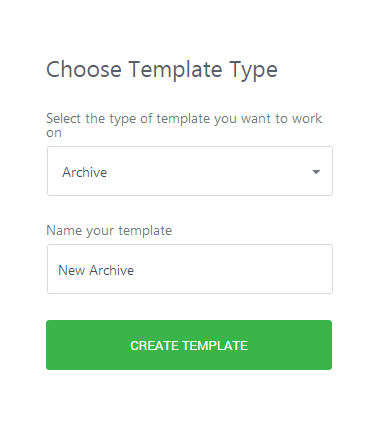 Choose Template Type
Select the type of template you want to work
on
Archive
Name your template
New Archive
CREATE TEMPLATE